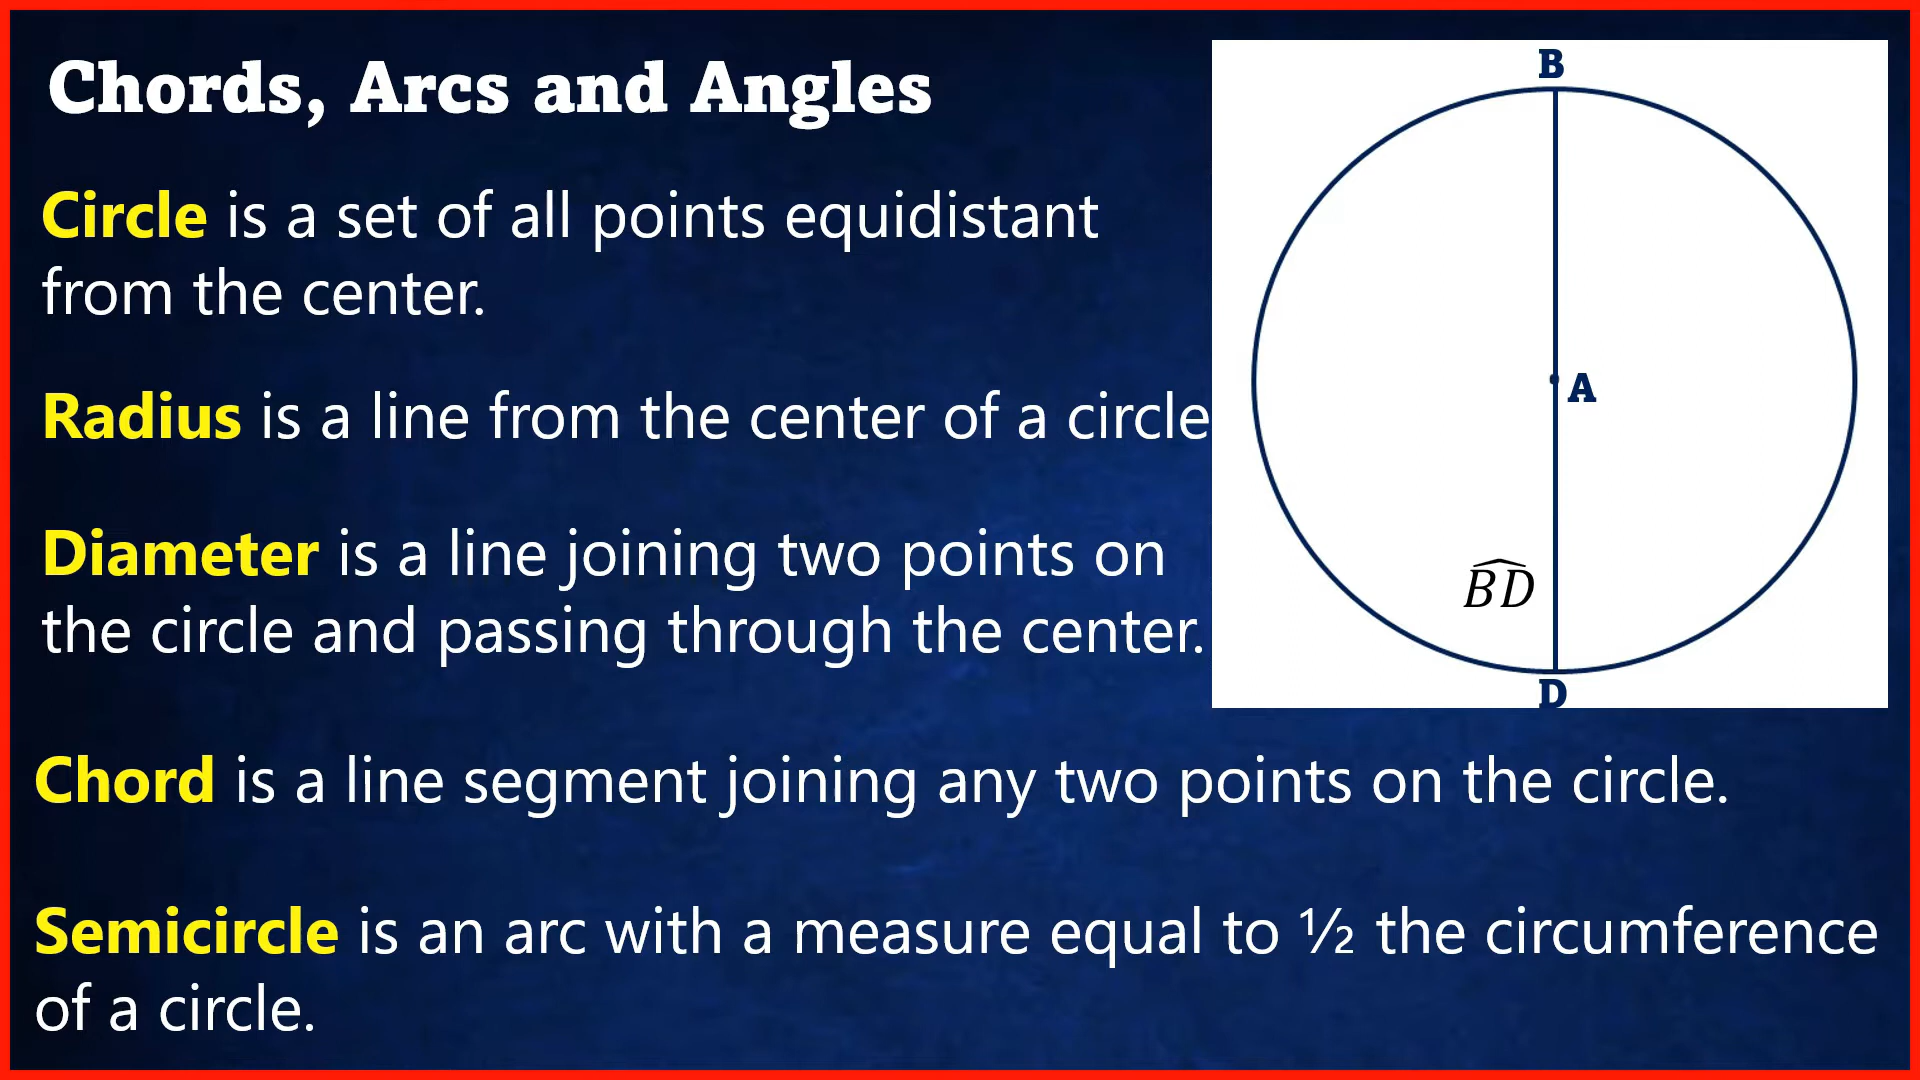 Chords, Arcs and Angles
Circle is a set of all points equidistant
from the center.
Radius is a line from the center of a circle
Diameter is a line joining two points on
the circle and passing through the center.
Chord is a line segment joining any two points on the circle.
Semicircle is an arc with a measure equal to ½ the circumference
of a circle.
B
A
B͡D
D